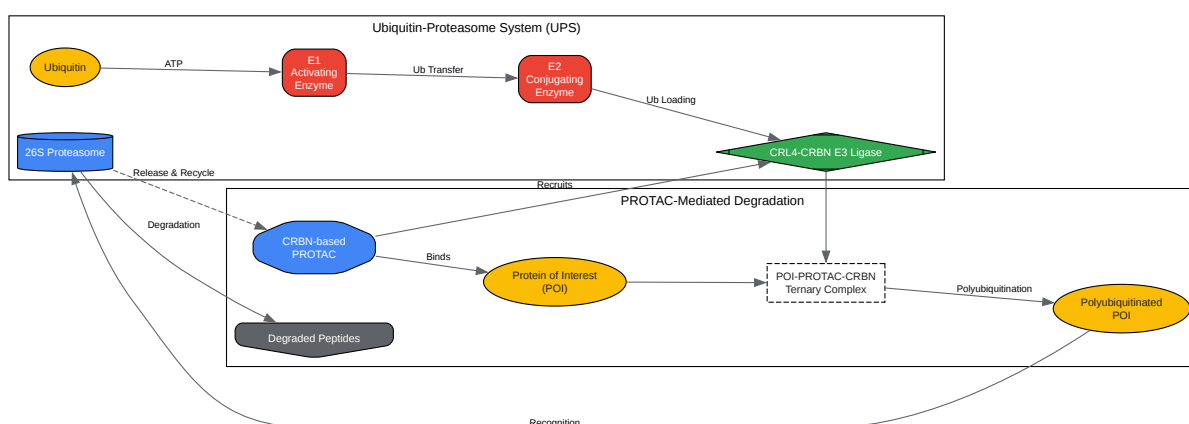 Ubiquitin-Proteasome System (UPS)
Ubiquitin
ATP
E1
Activating
Enzyme
Ub Transfer
E2
Conjugating
Enzyme
Ub Loading
26S Proteasome
CRL4-CRBN E3 Ligase
Release & Recycle
Recruits
PROTAC-Mediated Degradation
Degradation
CRBN-based
PROTAC
Binds
Protein of Interest
(POI)
POI-PROTAC-CRBN
Ternary Complex
Polyubiquitination
Polyubiquitinated
POI
Degraded Peptides
Recognition